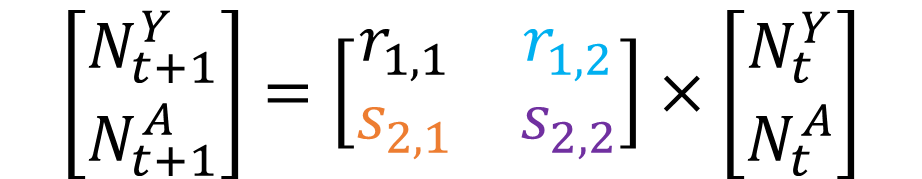 [N^Y_{t+1}] = [r_{1,1} r_{1,2}] × [N^Y_t]
[N^A_{t+1}] [s_{2,1} s_{2,2}] [N^A_t]